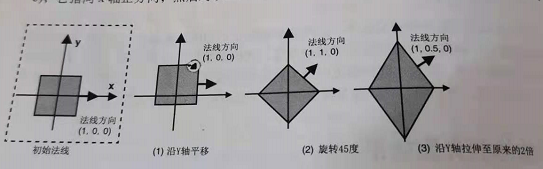 y
x
法线方向
(1, 0, 0)
初始法线
法线方向
(1, 0, 0)
(1) 沿Y轴平移
法线方向
(1, 1, 0)
(2) 旋转45度
法线方向
(1, 0.5, 0)
(3) 沿Y轴拉伸至原来的2倍